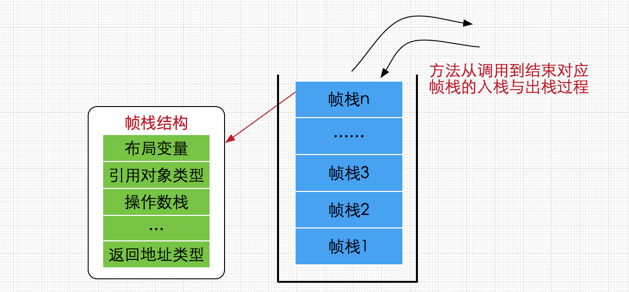 帧栈结构
布局变量
引用对象类型
操作数栈
...
返回地址类型
帧栈n
......
帧栈3
帧栈2
帧栈1
方法从调用到结束对应
帧栈的入栈与出栈过程